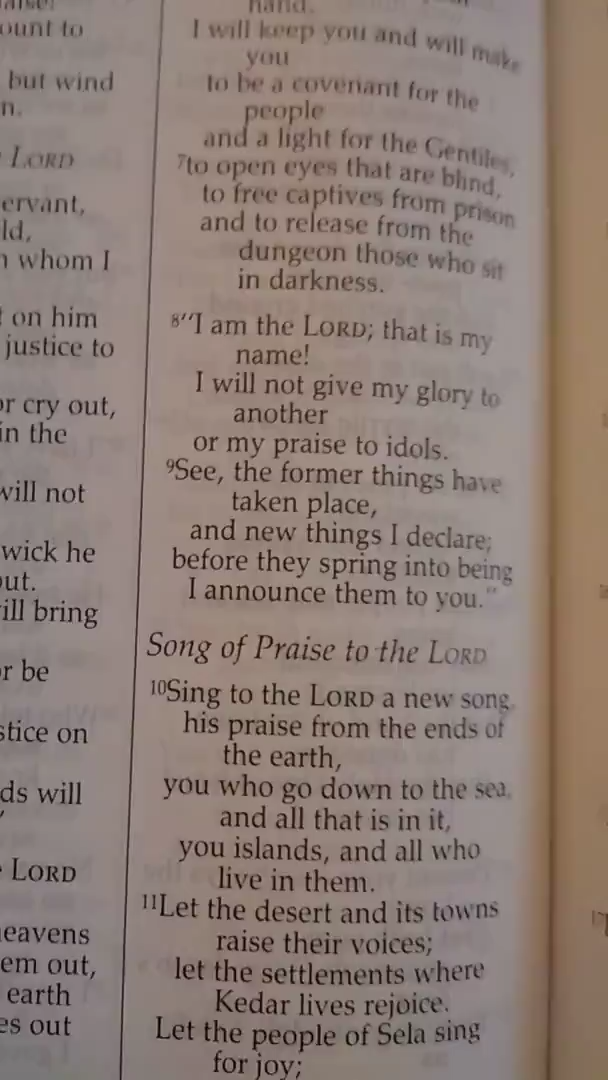 ount to
but wind
n.
LORD
ervant,
ld,
n whom I
t on him
justice to
or cry out,
in the
will not
wick he
out.
ill bring
r be
stice on
ds will
LORD
eavens
em out,
earth
es out
hand.
I will keep you and will make
you
to be a covenant for the
people
and a light for the Gentiles,
7to open eyes that are blind,
to free captives from prison
and to release from the
dungeon those who sit
in darkness.
8“I am the LORD; that is my
name!
I will not give my glory to
another
or my praise to idols.
9See, the former things have
taken place,
and new things I declare;
before they spring into being
I announce them to you.”
Song of Praise to the LORD
10Sing to the LORD a new song,
his praise from the ends of
the earth,
you who go down to the sea,
and all that is in it,
you islands, and all who
live in them.
11Let the desert and its towns
raise their voices;
let the settlements where
Kedar lives rejoice.
Let the people of Sela sing
for joy;